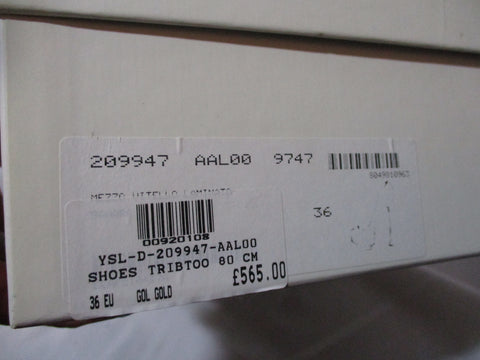 209947 AAL00 9747
8049810963
MEZZO VITELLO LAMINATO
36
00920108
YSL-D-209947-AAL00
SHOES TRIBTOO 80 CM
£565.00
36 EU GOL GOLD